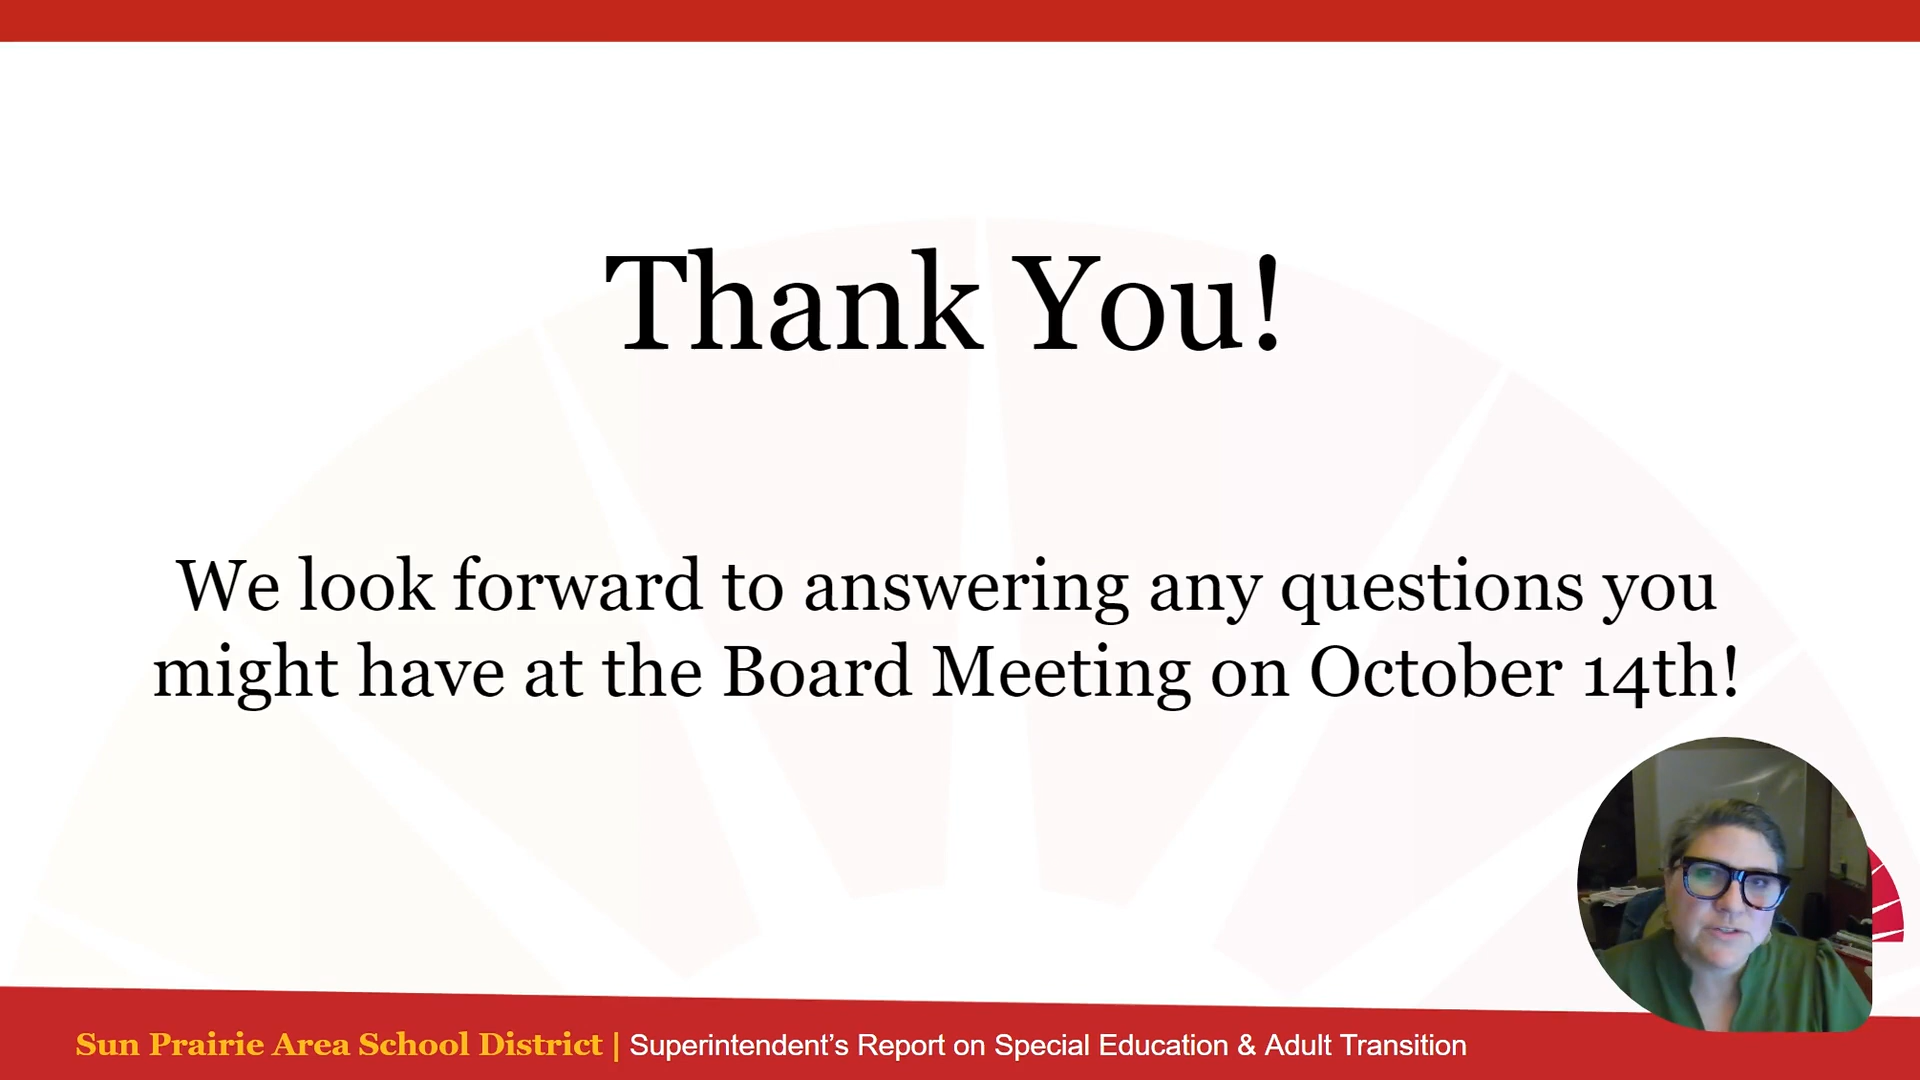 Thank You!
We look forward to answering any questions you
might have at the Board Meeting on October 14th!
Sun Prairie Area School District | Superintendent’s Report on Special Education & Adult Transition